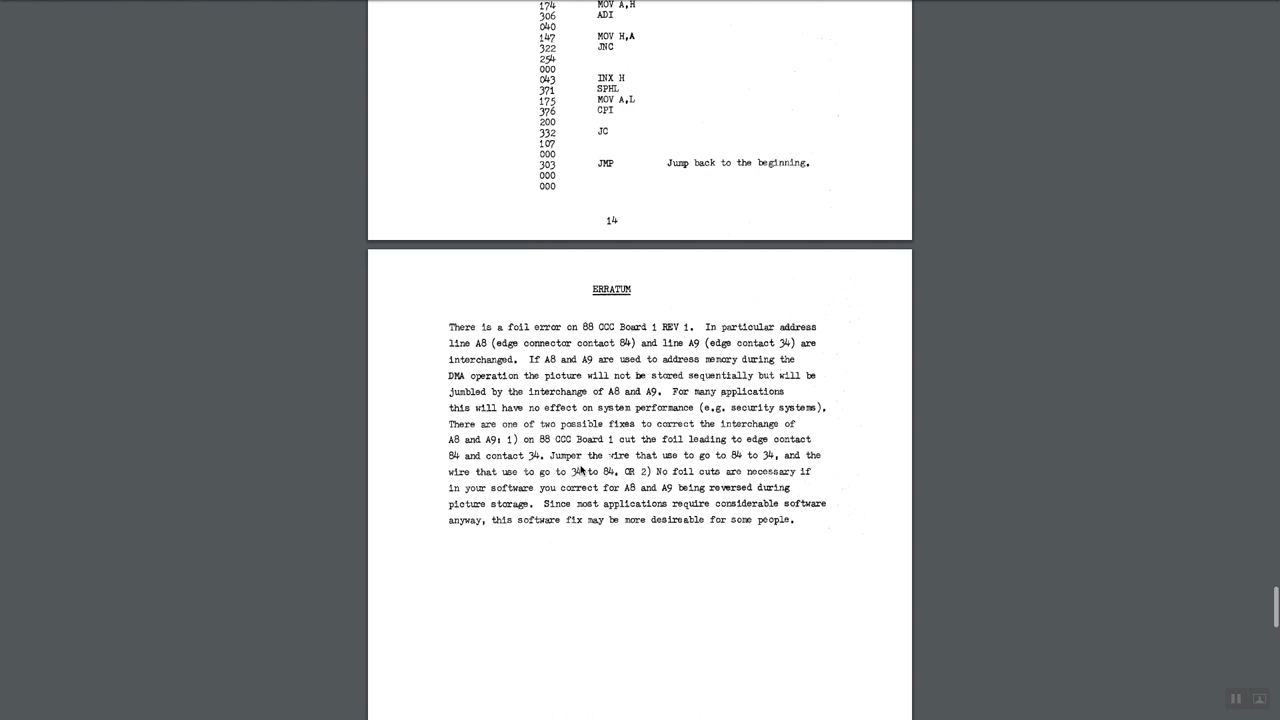 174 MOV A,H
306 ADI
040
147 MOV H,A
322 JNC
254
000
043 INX H
371 SPHL
175 MOV A,L
376 CPI
200
332 JC
107
000
303 JMP Jump back to the beginning.
000
000
14
ERRATUM
There is a foil error on 88 CCC Board 1 REV 1. In particular address
line A8 (edge connector contact 84) and line A9 (edge contact 34) are
interchanged. If A8 and A9 are used to address memory during the
DMA operation the picture will not be stored sequentially but will be
jumbled by the interchange of A8 and A9. For many applications
this will have no effect on system performance (e.g. security systems).
There are one of two possible fixes to correct the interchange of
A8 and A9: 1) on 88 CCC Board 1 cut the foil leading to edge contact
84 and contact 34. Jumper the wire that use to go to 84 to 34, and the
wire that use to go to 34 to 84. OR 2) No foil cuts are necessary if
in your software you correct for A8 and A9 being reversed during
picture storage. Since most applications require considerable software
anyway, this software fix may be more desireable for some people.